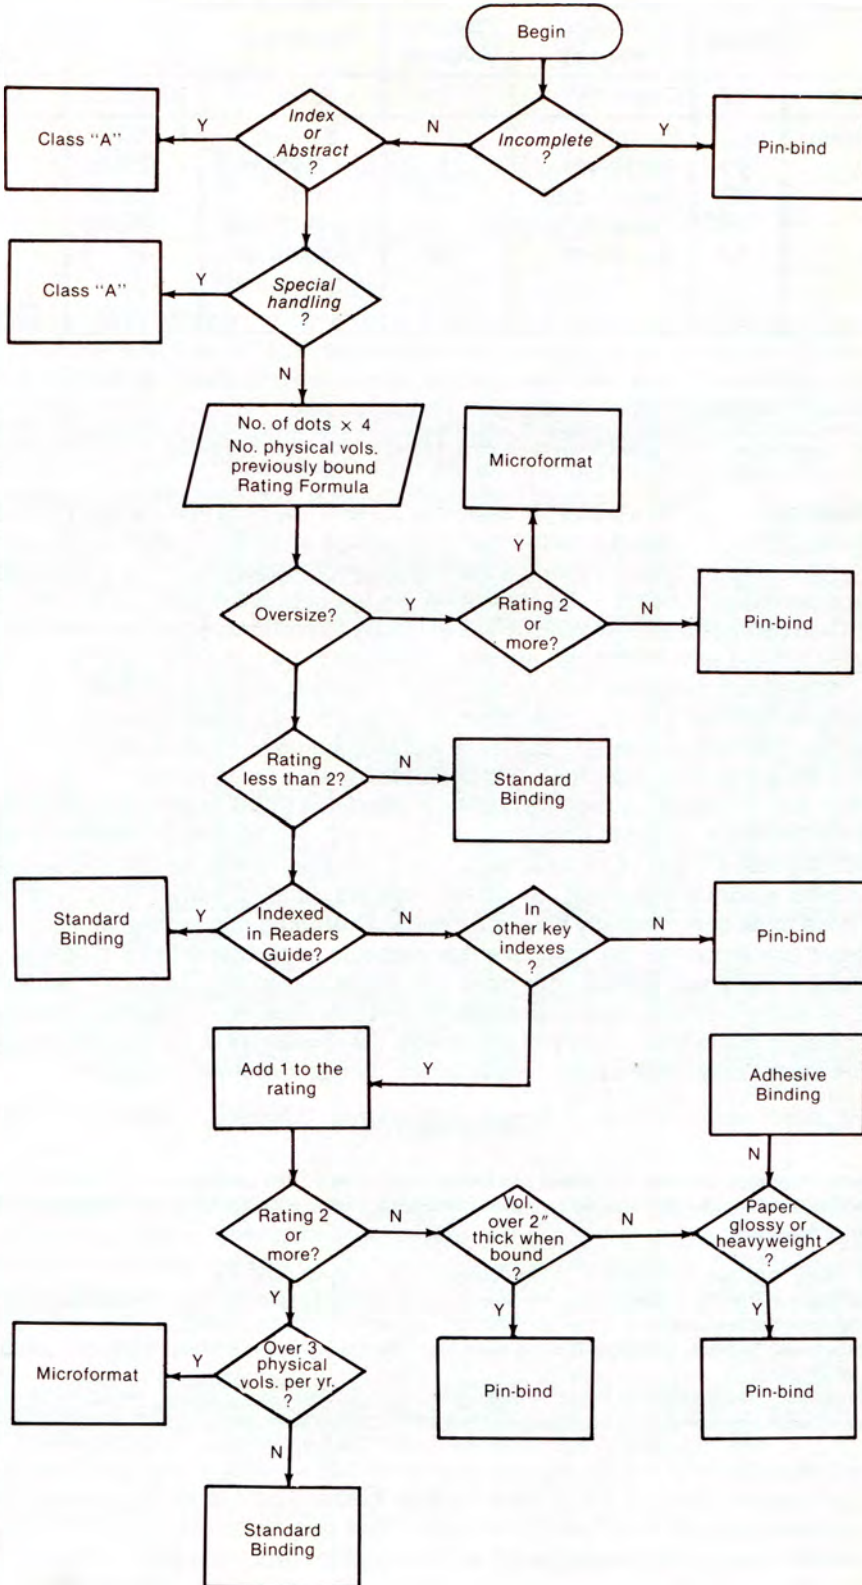 Begin
Class "A"
Y
Index
or
Abstract
?
N
Incomplete
?
Y
Pin-bind
Class "A"
Y
Special
handling
?
N
No. of dots × 4
No. physical vols.
previously bound
Rating Formula
Microformat
Y
Oversize?
Y
Rating 2
or
more?
N
Pin-bind
Rating
less than 2?
N
Standard
Binding
Standard
Binding
Y
Indexed
in Readers
Guide?
N
In
other key
indexes
?
N
Pin-bind
Add 1 to the
rating
Y
Adhesive
Binding
N
Rating 2
or
more?
N
Vol.
over 2″
thick when
bound
?
N
Paper
glossy or
heavyweight
?
Y
Y
Y
Microformat
Y
Over 3
physical
vols. per yr.
?
Pin-bind
Pin-bind
N
Standard
Binding